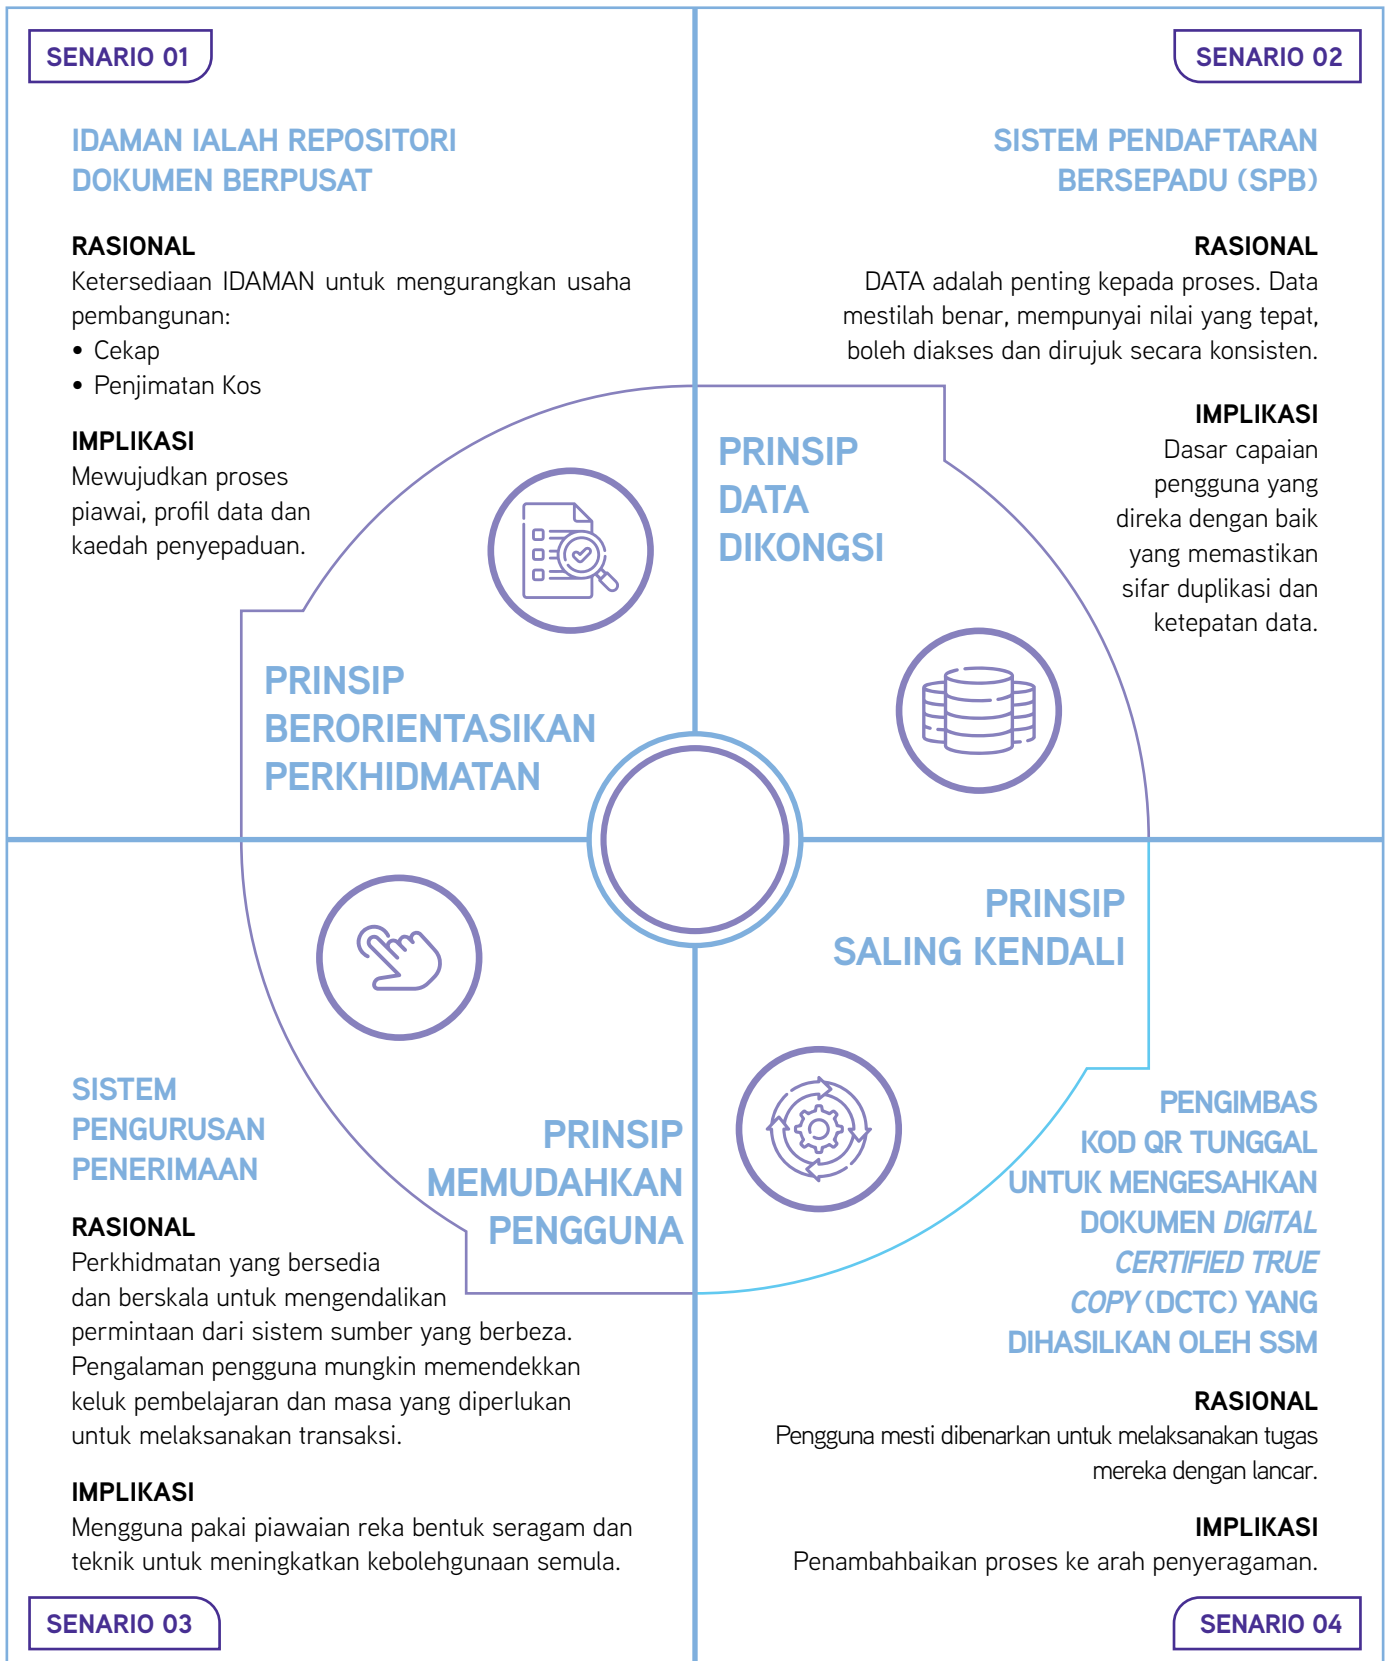 SENARIO 01
IDAMAN IALAH REPOSITORI
DOKUMEN BERPUSAT
RASIONAL
Ketersediaan IDAMAN untuk mengurangkan usaha
pembangunan:
• Cekap
• Penjimatan Kos
IMPLIKASI
Mewujudkan proses
piawai, profil data dan
kaedah penyepaduan.
PRINSIP
BERORIENTASIKAN
PERKHIDMATAN
SENARIO 02
SISTEM PENDAFTARAN
BERSEPADU (SPB)
RASIONAL
DATA adalah penting kepada proses. Data
mestilah benar, mempunyai nilai yang tepat,
boleh diakses dan dirujuk secara konsisten.
IMPLIKASI
Dasar capaian
pengguna yang
direka dengan baik
yang memastikan
sifar duplikasi dan
ketepatan data.
PRINSIP
DATA
DIKONGSI
SISTEM
PENGURUSAN
PENERIMAAN
PRINSIP
MEMUDAHKAN
PENGGUNA
RASIONAL
Perkhidmatan yang bersedia
dan berskala untuk mengendalikan
permintaan dari sistem sumber yang berbeza.
Pengalaman pengguna mungkin memendekkan
keluk pembelajaran dan masa yang diperlukan
untuk melaksanakan transaksi.
IMPLIKASI
Mengguna pakai piawaian reka bentuk seragam dan
teknik untuk meningkatkan kebolehgunaan semula.
SENARIO 03
PRINSIP
SALING KENDALI
PENGIMBAS
KOD QR TUNGGAL
UNTUK MENGESAHKAN
DOKUMEN DIGITAL
CERTIFIED TRUE
COPY (DCTC) YANG
DIHASILKAN OLEH SSM
RASIONAL
Pengguna mesti dibenarkan untuk melaksanakan tugas
mereka dengan lancar.
IMPLIKASI
Penambahbaikan proses ke arah penyeragaman.
SENARIO 04